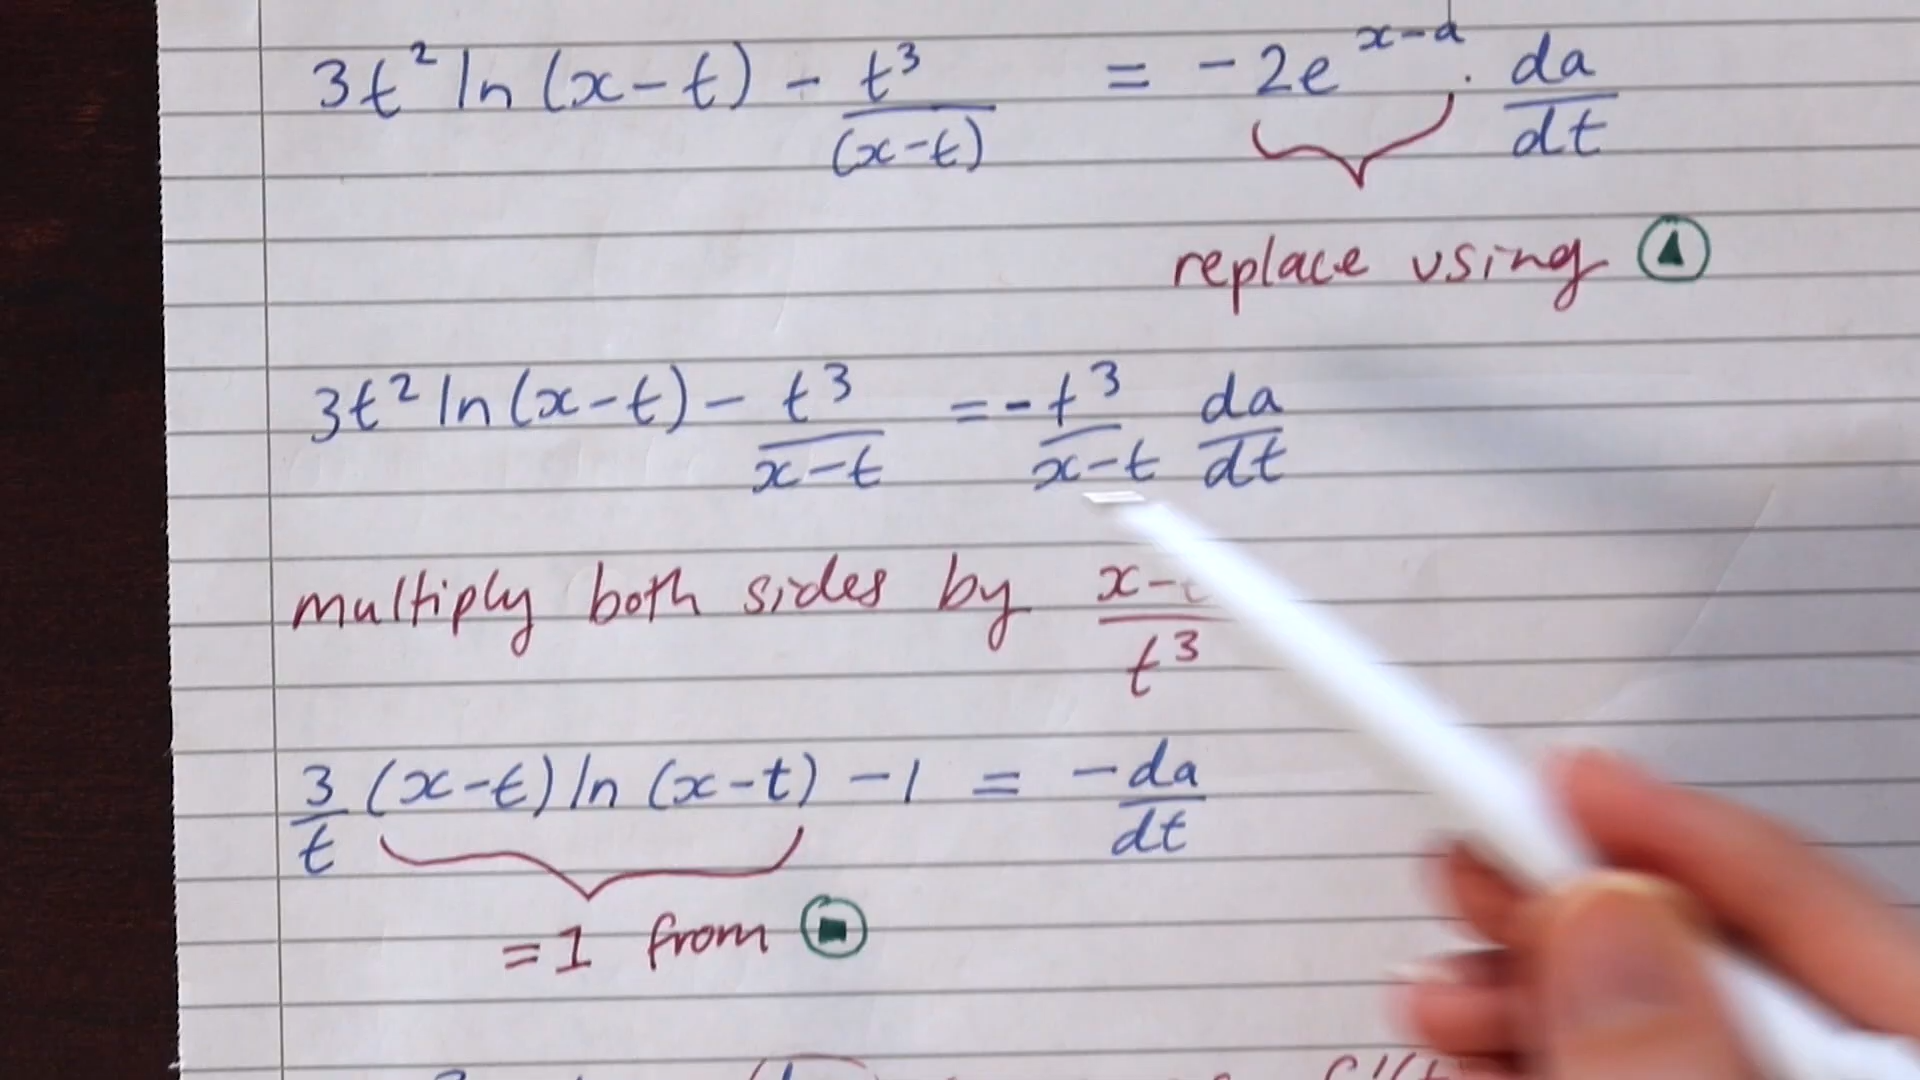 3t² ln (x-t) - t³/(x-t) = -2e^(x-a) · da/dt
replace using ▲
3t² ln(x-t) - t³/(x-t) = - t³/(x-t) da/dt
multiply both sides by x-/t³
3/t (x-t) ln (x-t) - 1 = - da/dt
= 1 from ■